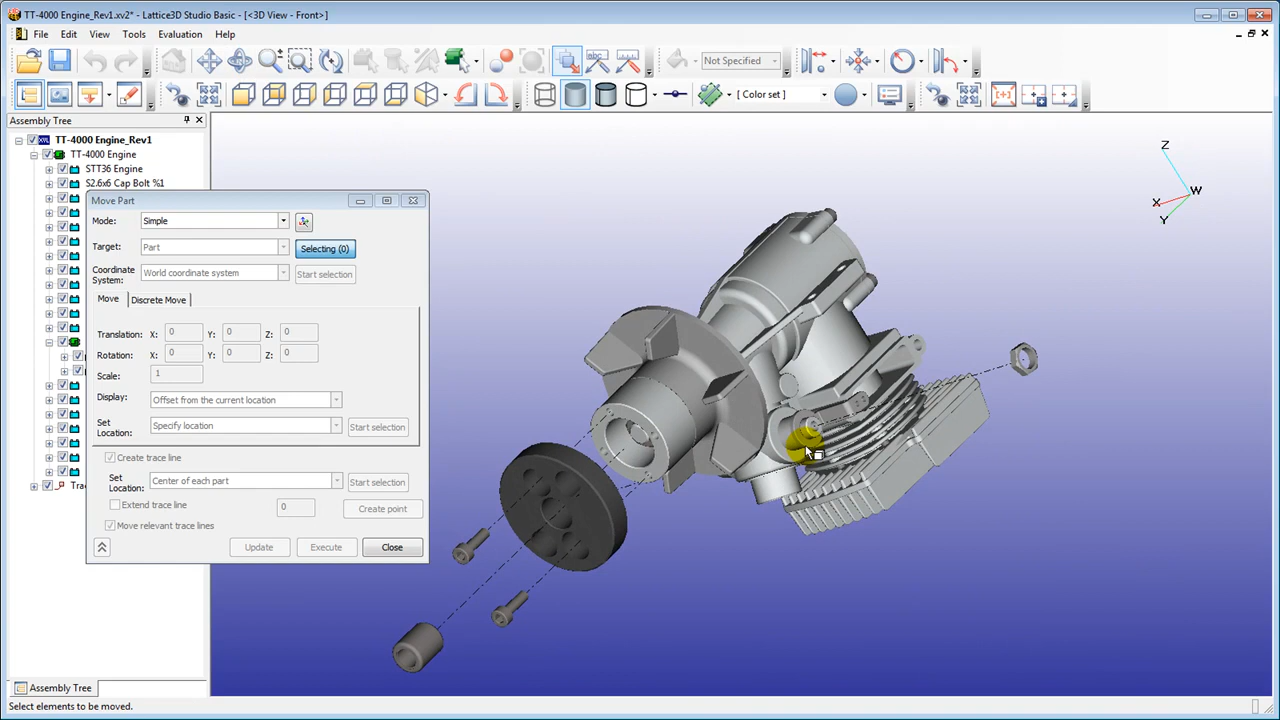 TT-4000 Engine_Rev1.xv2* - Lattice3D Studio Basic - [<3D View - Front>]
File Edit View Tools Evaluation Help
Not Specified
[ Color set ]
Assembly Tree
TT-4000 Engine_Rev1
TT-4000 Engine
STT36 Engine
S2.6x6 Cap Bolt %1
Move Part
Mode: Simple
Target: Part Selecting (0)
Coordinate System: World coordinate system Start selection
Move Discrete Move
Translation: X: 0 Y: 0 Z: 0
Rotation: X: 0 Y: 0 Z: 0
Scale: 1
Display: Offset from the current location
Set Location: Specify location Start selection
Create trace line
Set Location: Center of each part Start selection
Extend trace line 0 Create point
Move relevant trace lines
Update Execute Close
Z
W
X
Y
Assembly Tree
Select elements to be moved.